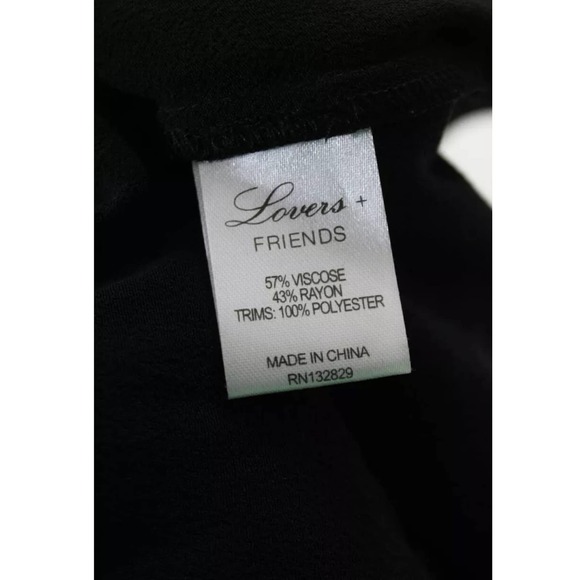 Lovers +
FRIENDS
57% VISCOSE
43% RAYON
TRIMS: 100% POLYESTER
MADE IN CHINA
RN132829